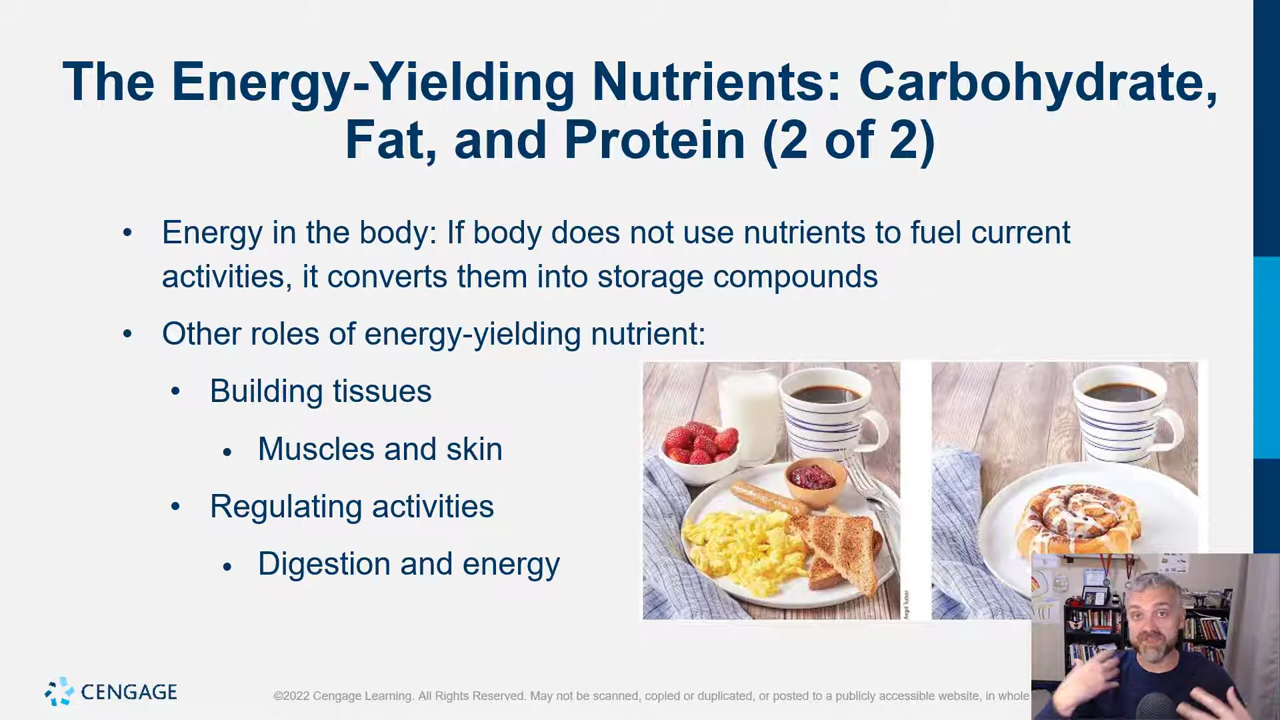 The Energy-Yielding Nutrients: Carbohydrate,
Fat, and Protein (2 of 2)
• Energy in the body: If body does not use nutrients to fuel current
activities, it converts them into storage compounds
• Other roles of energy-yielding nutrient:
• Building tissues
• Muscles and skin
• Regulating activities
• Digestion and energy
CENGAGE
©2022 Cengage Learning. All Rights Reserved. May not be scanned, copied or duplicated, or posted to a publicly accessible website, in whole